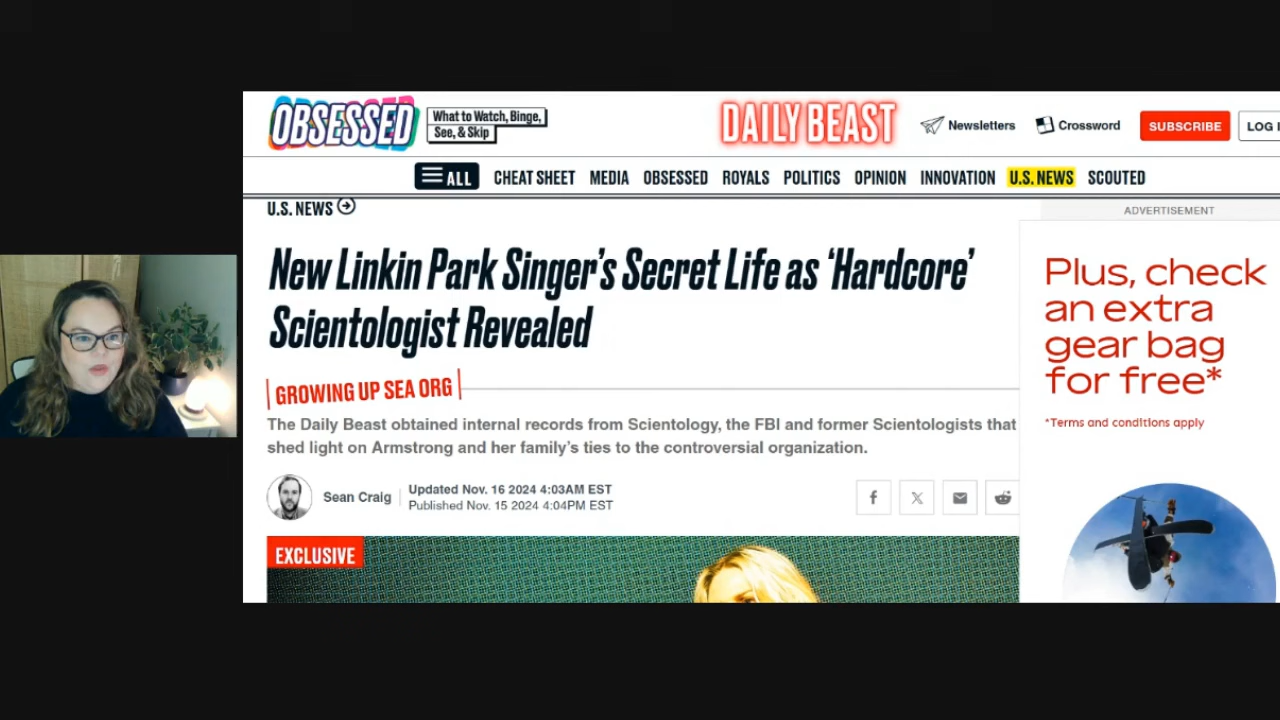 OBSESSED
What to Watch, Binge,
See, & Skip
DAILY BEAST
Newsletters
Crossword
SUBSCRIBE
LOG I
ALL
CHEAT SHEET
MEDIA
OBSESSED
ROYALS
POLITICS
OPINION
INNOVATION
U.S. NEWS
SCOUTED
U.S. NEWS
New Linkin Park Singer's Secret Life as 'Hardcore'
Scientologist Revealed
GROWING UP SEA ORG
The Daily Beast obtained internal records from Scientology, the FBI and former Scientologists that
shed light on Armstrong and her family's ties to the controversial organization.
Sean Craig
Updated Nov. 16 2024 4:03AM EST
Published Nov. 15 2024 4:04PM EST
EXCLUSIVE
ADVERTISEMENT
Plus, check
an extra
gear bag
for free*
*Terms and conditions apply